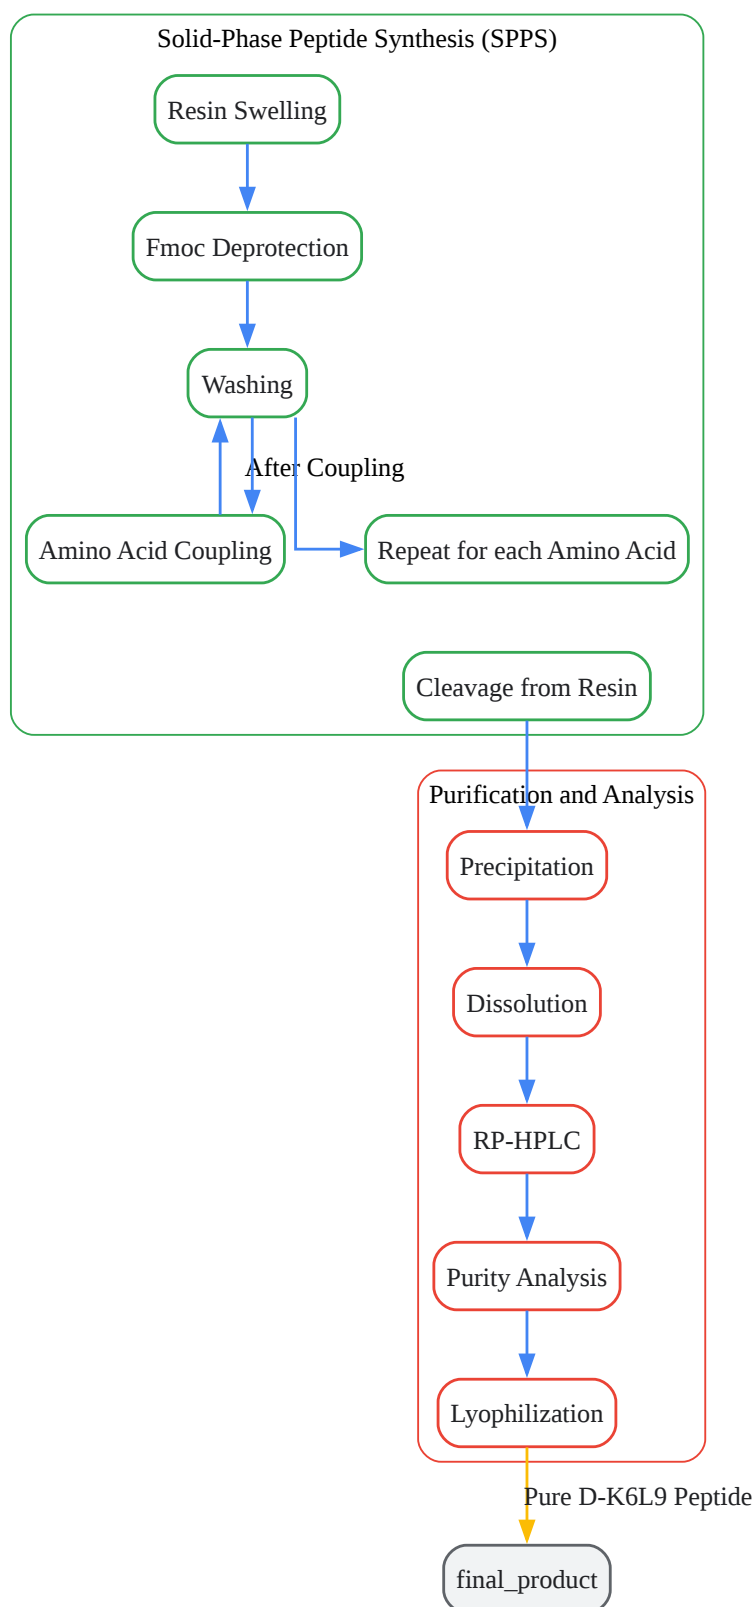 Solid-Phase Peptide Synthesis (SPPS)
Resin Swelling
Fmoc Deprotection
Washing
After Coupling
Amino Acid Coupling
Repeat for each Amino Acid
Cleavage from Resin
Purification and Analysis
Precipitation
Dissolution
RP-HPLC
Purity Analysis
Lyophilization
Pure D-K6L9 Peptide
final_product